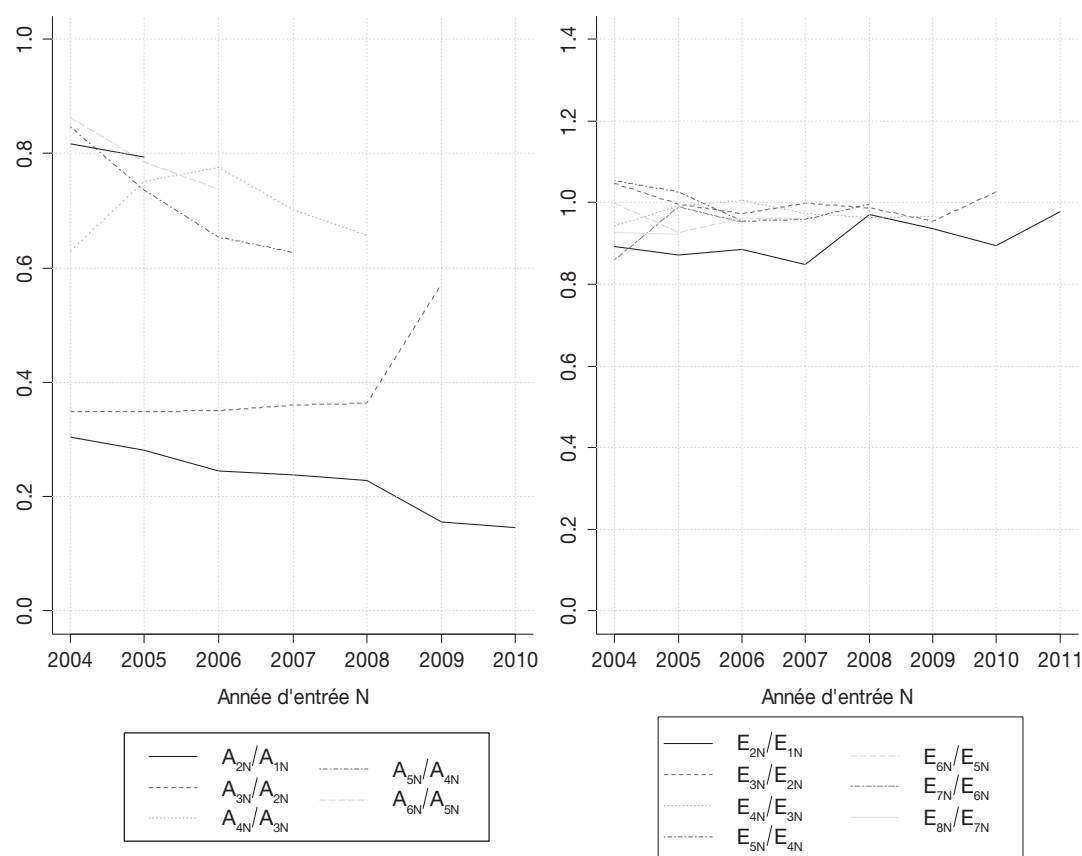 1.0
0.8
0.6
0.4
0.2
0.0
2004 2005 2006 2007 2008 2009 2010
Année d'entrée N
A2N/A1N
A3N/A2N
A4N/A3N
A5N/A4N
A6N/A5N
1.4
1.2
1.0
0.8
0.6
0.4
0.2
0.0
2004 2005 2006 2007 2008 2009 2010 2011
Année d'entrée N
E2N/E1N
E3N/E2N
E4N/E3N
E5N/E4N
E6N/E5N
E7N/E6N
E8N/E7N